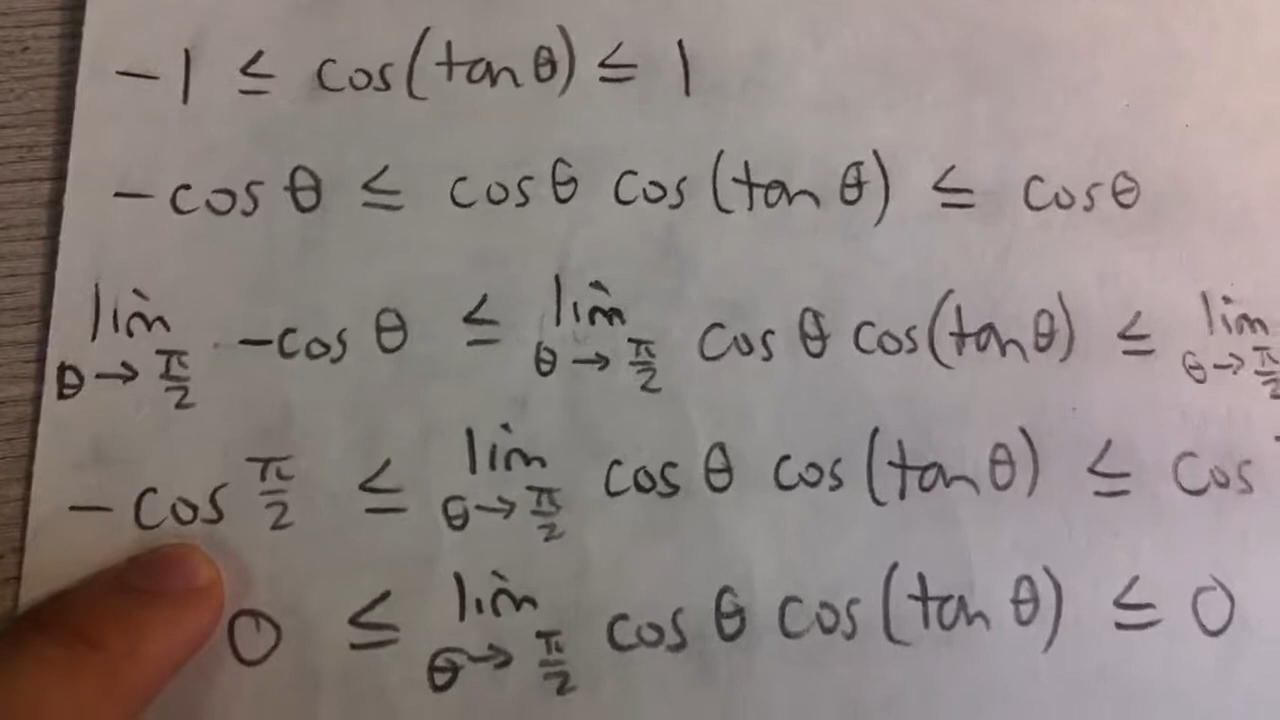 -1 ≤ cos(tan θ) ≤ 1
-cos θ ≤ cos θ cos (tan θ) ≤ cos θ
lim θ→π/2 -cos θ ≤ lim θ→π/2 cos θ cos(tan θ) ≤ lim θ→π/2
-cos π/2 ≤ lim θ→π/2 cos θ cos(tan θ) ≤ cos
0 ≤ lim θ→π/2 cos θ cos(tan θ) ≤ 0